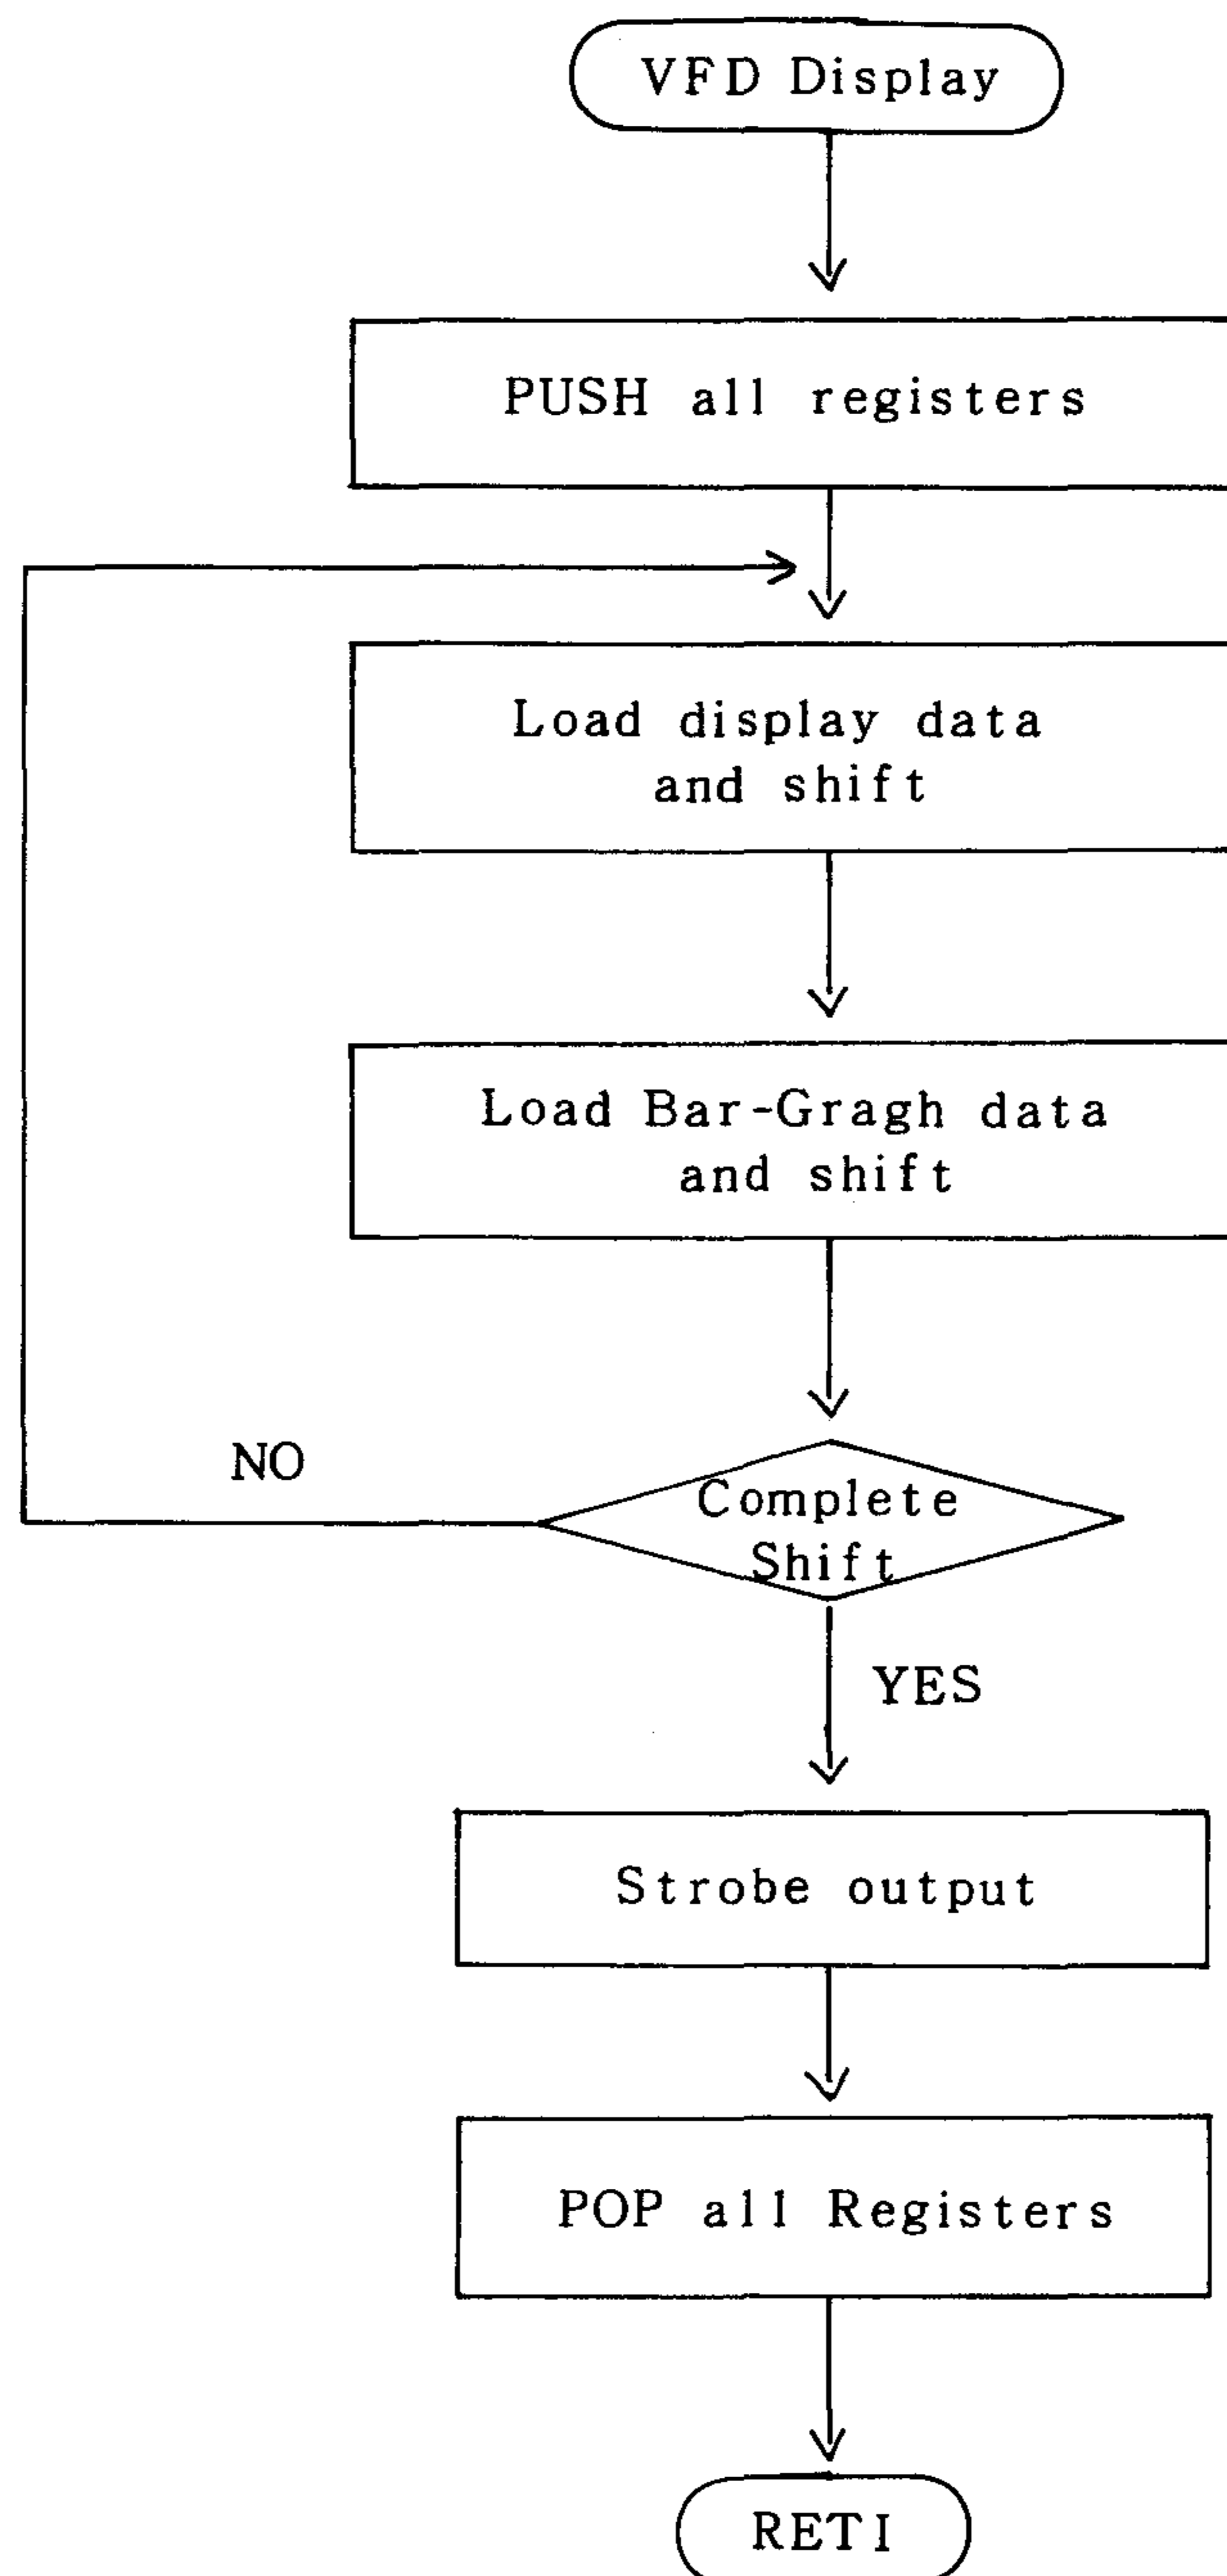 VFD Display
PUSH all registers
Load display data
and shift
Load Bar-Gragh data
and shift
NO
Complete
Shift
YES
Strobe output
POP all Registers
RETI